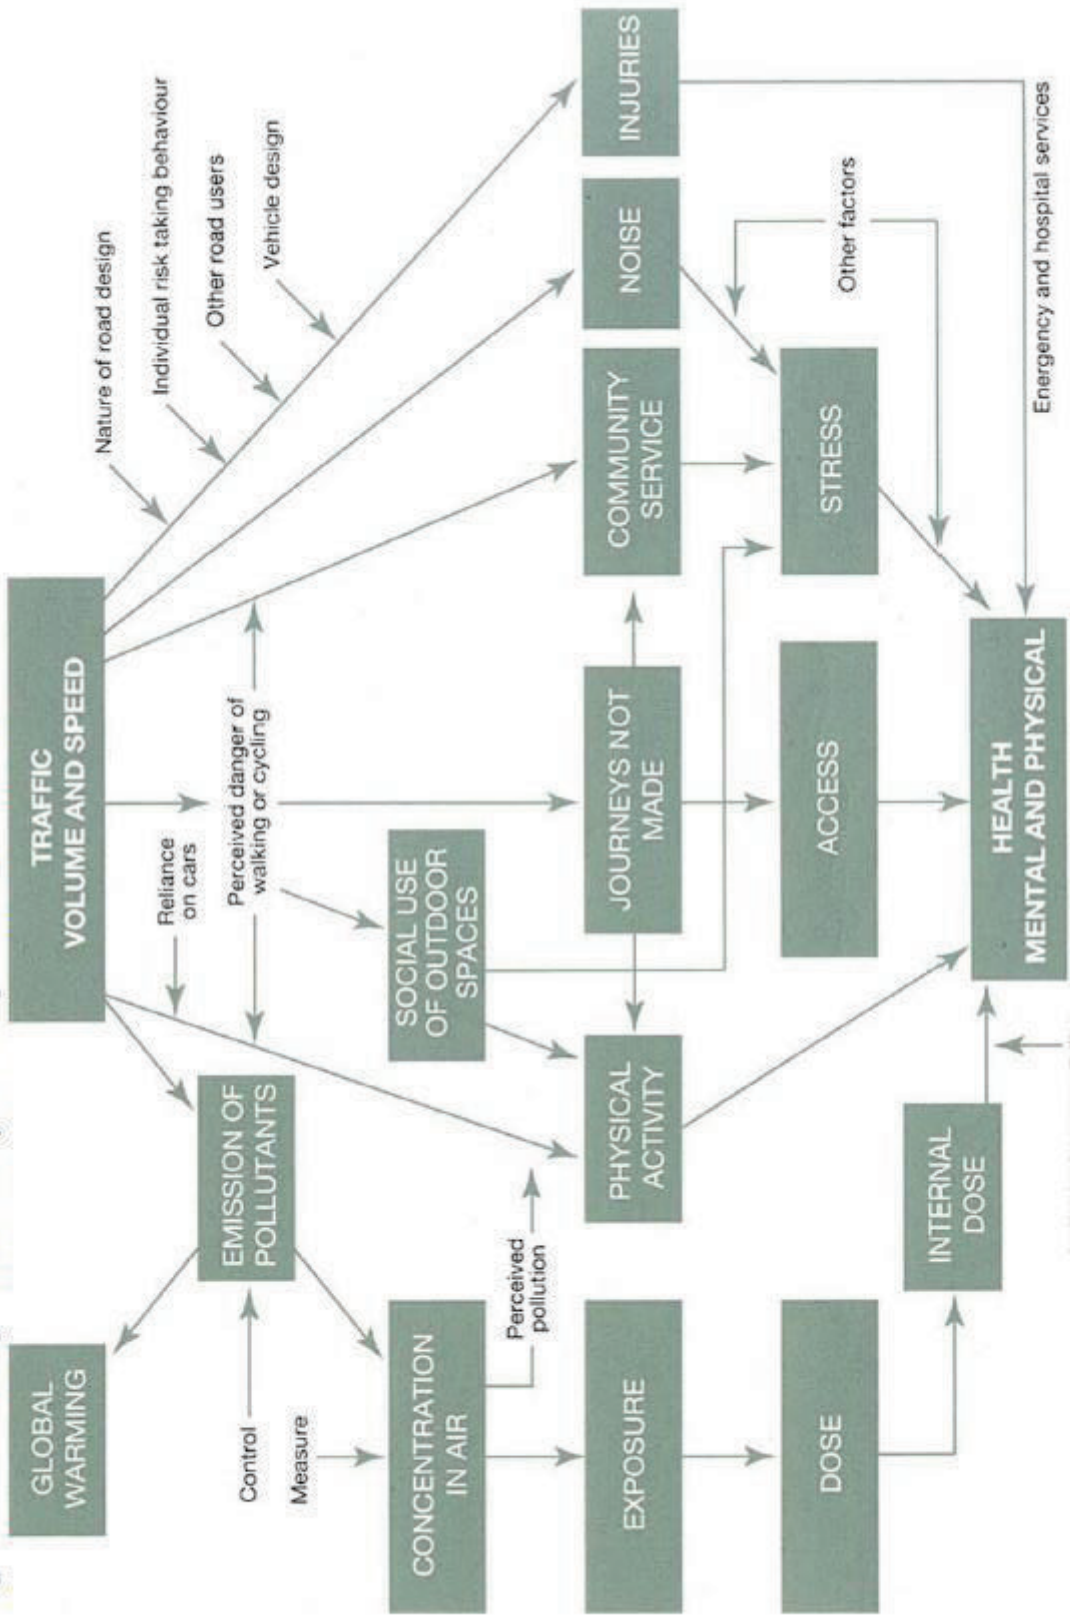 TRAFFIC
VOLUME AND SPEED
GLOBAL
WARMING
Nature of road design
Individual risk taking behaviour
Other road users
Vehicle design
Reliance
on cars
EMISSION OF
POLLUTANTS
Control
Measure
Perceived danger of
walking or cycling
SOCIAL USE
OF OUTDOOR
SPACES
CONCENTRATION
IN AIR
Perceived
pollution
EXPOSURE
PHYSICAL
ACTIVITY
JOURNEYS NOT
MADE
COMMUNITY
SERVICE
NOISE
INJURIES
DOSE
ACCESS
STRESS
Other factors
INTERNAL
DOSE
HEALTH
MENTAL AND PHYSICAL
Energency and hospital services